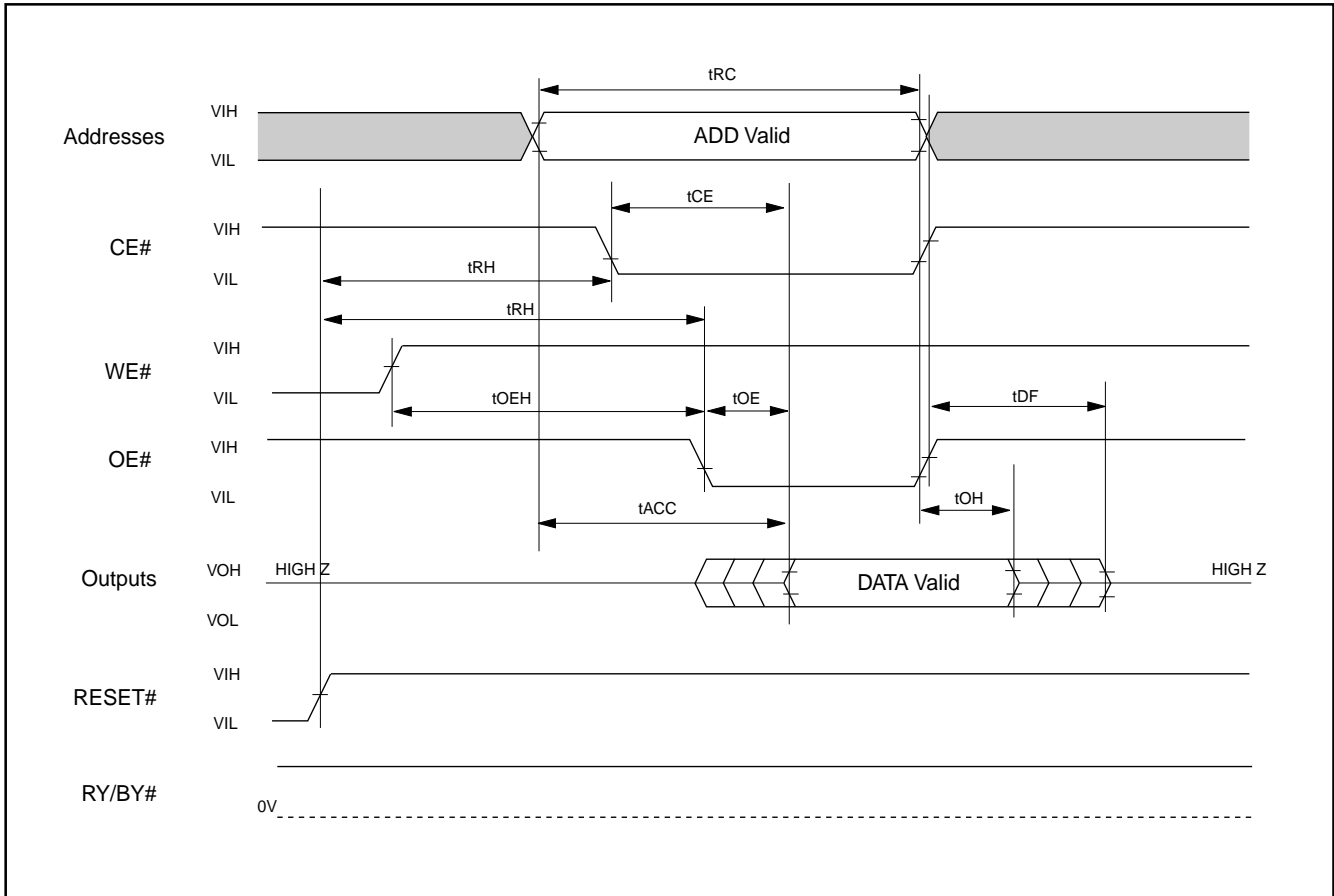 tRC
VIH
Addresses
ADD Valid
VIL
tCE
VIH
CE#
VIL
tRH
tRH
VIH
WE#
VIL
tOEH
tOE
tDF
VIH
OE#
VIL
tACC
tOH
VOH
HIGH Z
Outputs
DATA Valid
HIGH Z
VOL
VIH
RESET#
VIL
RY/BY#
0V